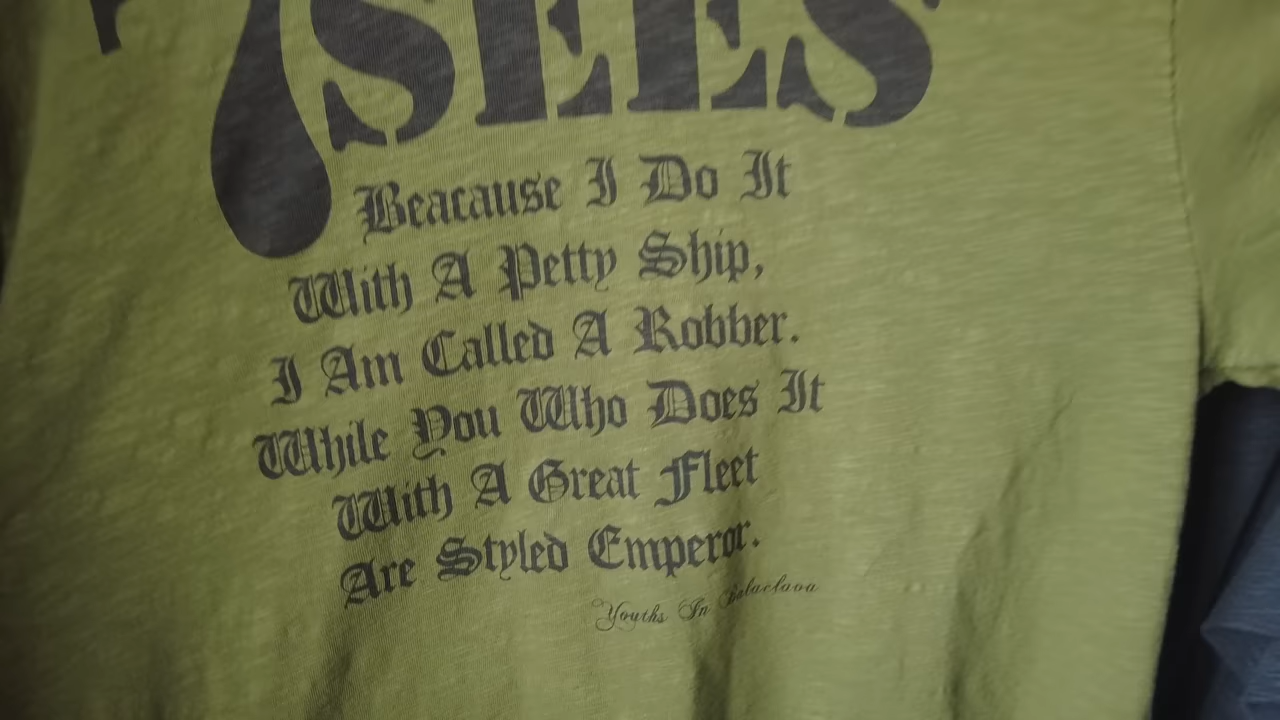 7 SEES
Beacause I Do It
With A Petty Ship,
I Am Called A Robber.
While You Who Does It
With A Great Fleet
Are Styled Emperor.
Youths In Balaclava